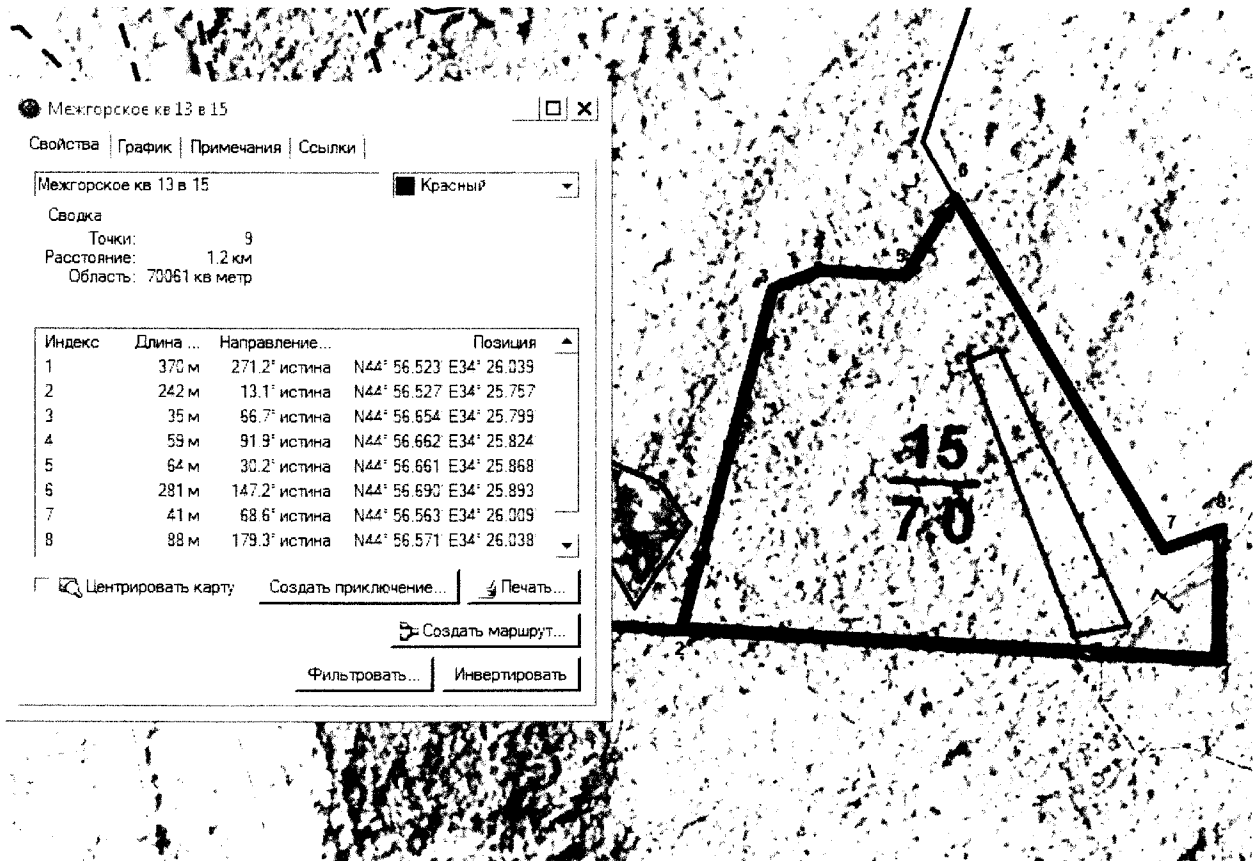 Межгорское кв 13 в 15
Свойства График Примечания Ссылки
Межгорское кв 13 в 15 Красный
Сводка
Точки: 9
Расстояние: 1.2 км
Область: 70061 кв метр
Индекс Длина ... Направление... Позиция
1 370 м 271.2° истина N44° 56.523' E34° 26.039
2 242 м 13.1° истина N44° 56.527' E34° 25.757
3 35 м 66.7° истина N44° 56.654' E34° 25.799
4 59 м 91.9° истина N44° 56.662' E34° 25.824
5 64 м 30.2° истина N44° 56.661' E34° 25.868
6 281 м 147.2° истина N44° 56.690' E34° 25.893
7 41 м 68.6° истина N44° 56.563' E34° 26.009
8 88 м 179.3° истина N44° 56.571' E34° 26.038
Центрировать карту Создать приключение... Печать...
Создать маршрут...
Фильтровать... Инвертировать
6
5
3
15
7.0
7
8
2